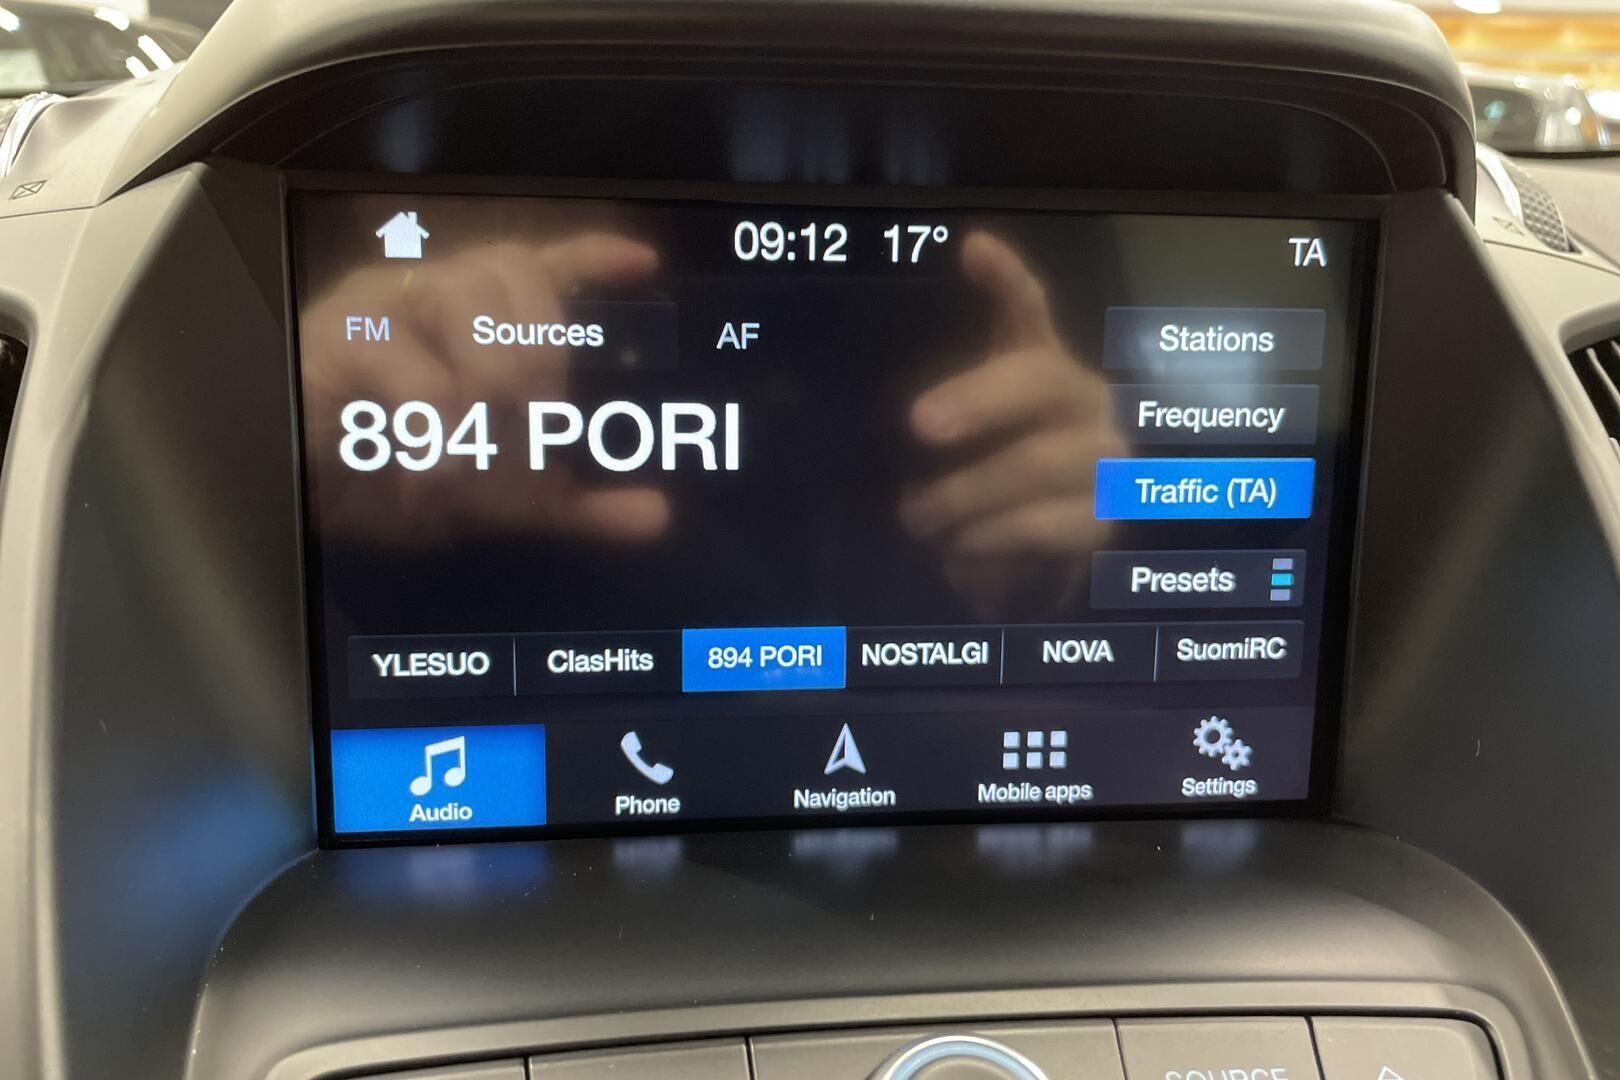 09:12 17° TA
FM Sources AF Stations
894 PORI Frequency
Traffic (TA)
Presets
YLESUO ClasHits 894 PORI NOSTALGI NOVA SuomiRC
Audio Phone Navigation Mobile apps Settings
SOURCE